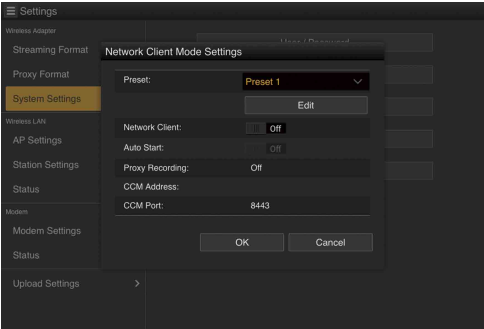 Settings
Wireless Adapter
User / Password
Streaming Format
Network Client Mode Settings
Proxy Format
Preset: Preset 1
System Settings
Edit
Wireless LAN
Network Client: Off
AP Settings
Auto Start: Off
Station Settings
Proxy Recording: Off
Status
CCM Address:
CCM Port: 8443
Modem
Modem Settings
OK Cancel
Status
Upload Settings